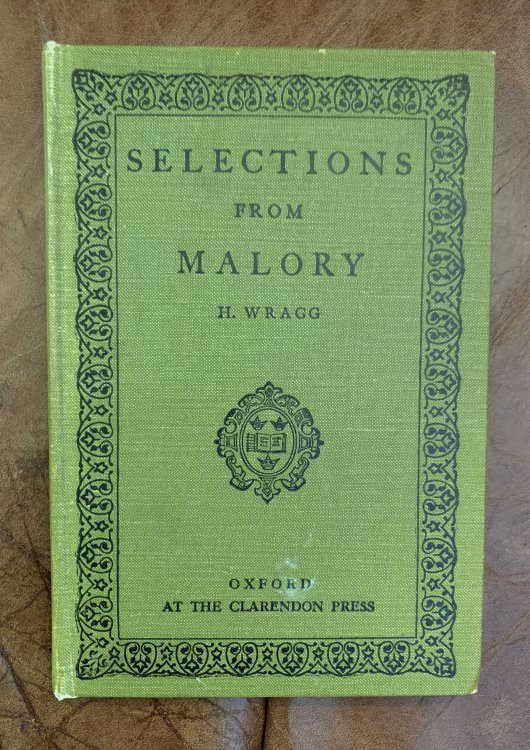 SELECTIONS
FROM
MALORY
H. WRAGG
OXFORD
AT THE CLARENDON PRESS